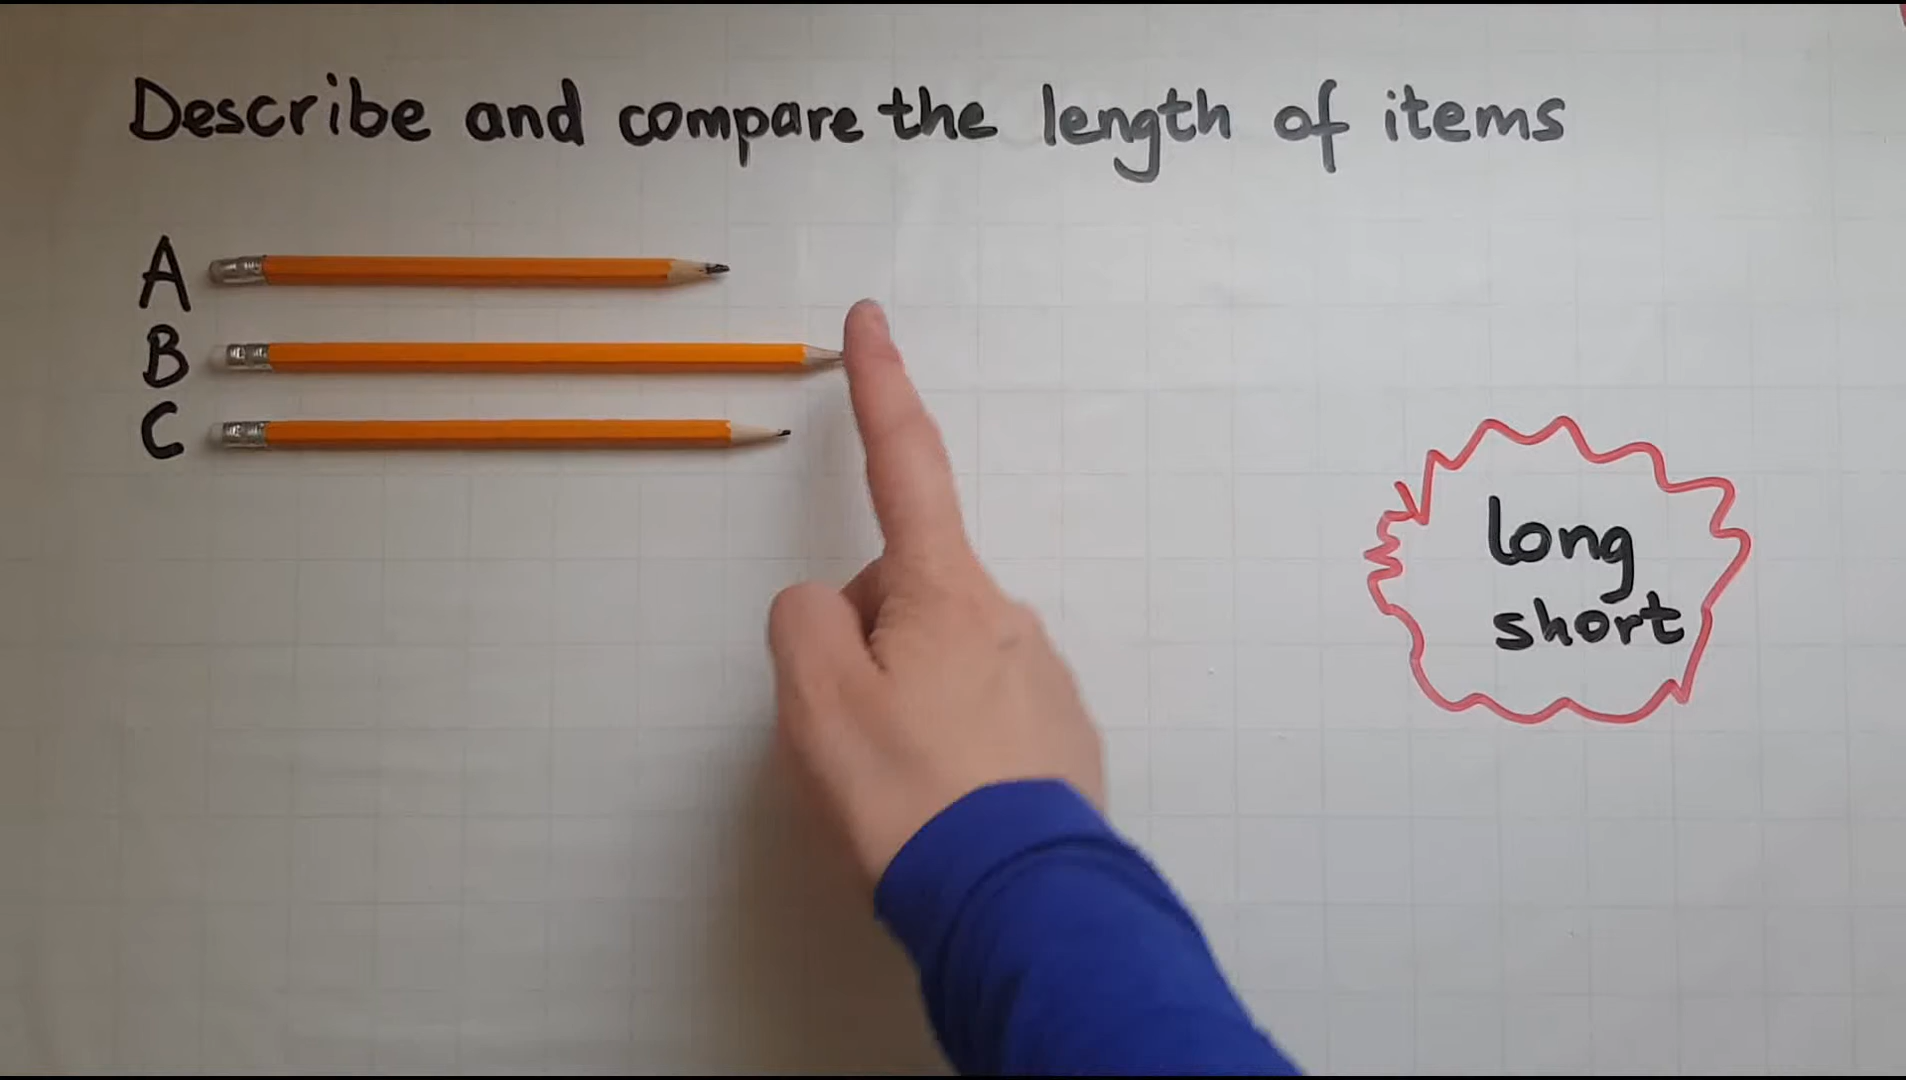 Describe and compare the length of items
A
B
C
long
short